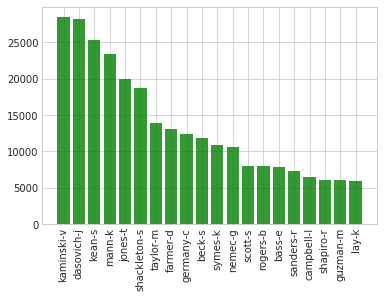 25000
20000
15000
10000
5000
0
kaminski-v
dasovich-j
kean-s
mann-k
jones-t
shackleton-s
taylor-m
farmer-d
germany-c
beck-s
symes-k
nemec-g
scott-s
rogers-b
bass-e
sanders-r
campbell-l
shapiro-r
guzman-m
lay-k